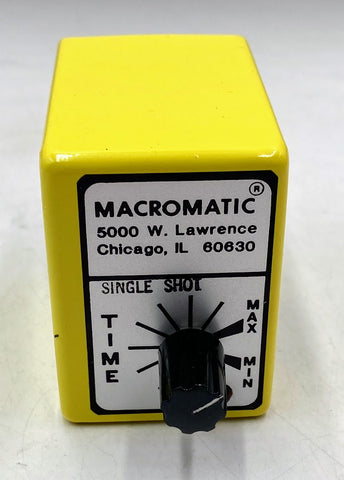 MACROMATIC®
5000 W. Lawrence
Chicago, IL 60630
SINGLE SHOT
TIME
MAX
MIN